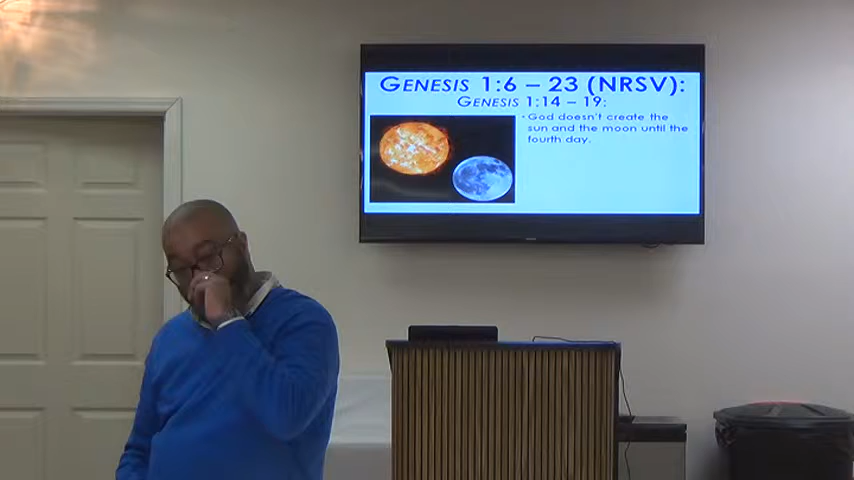 GENESIS 1:6 – 23 (NRSV):
GENESIS 1:14 – 19:
• God doesn't create the
sun and the moon until the
fourth day.